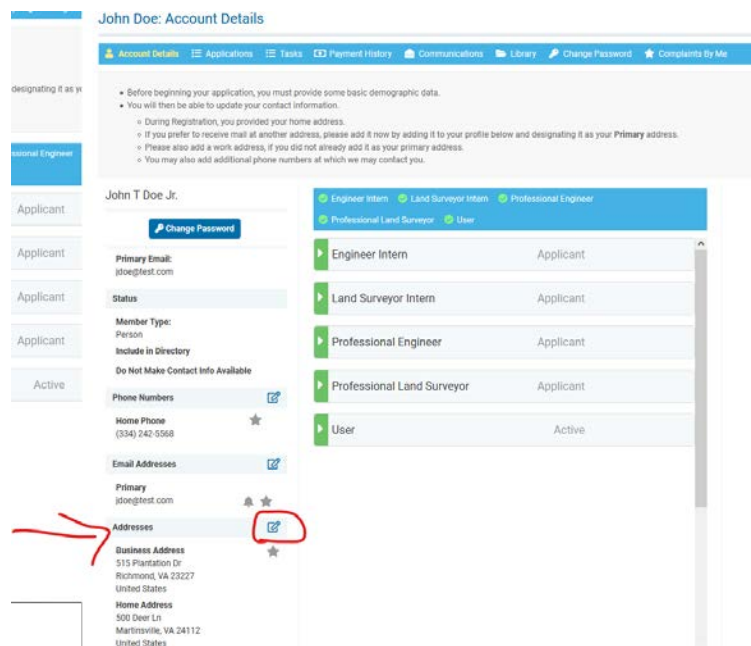 John Doe: Account Details
Account Details Applications Tasks Payment History Communications Library Change Password Complaints By Me
designating it as
Before beginning your application, you must provide some basic demographic data.
You will then be able to update your contact information.
During Registration, you provided your home address.
If you prefer to receive mail at another address, please add it now by adding it to your profile below and designating it as your Primary address.
Please also add a work address, if you did not already add it as your primary address.
You may also add additional phone numbers at which we may contact you.
Engineer
Applicant
Applicant
Applicant
Applicant
Active
John T Doe Jr.
Change Password
Primary Email:
jdoe@test.com
Status
Member Type:
Person
Include in Directory
Do Not Make Contact Info Available
Phone Numbers
Home Phone
(334) 242-5568
Email Addresses
Primary
jdoe@test.com
Addresses
Business Address
515 Plantation Dr
Richmond, VA 23227
United States
Home Address
500 Deer Ln
Martinsville, VA 24112
United States
Engineer Intern Land Surveyor Intern Professional Engineer
Professional Land Surveyor User
Engineer Intern Applicant
Land Surveyor Intern Applicant
Professional Engineer Applicant
Professional Land Surveyor Applicant
User Active